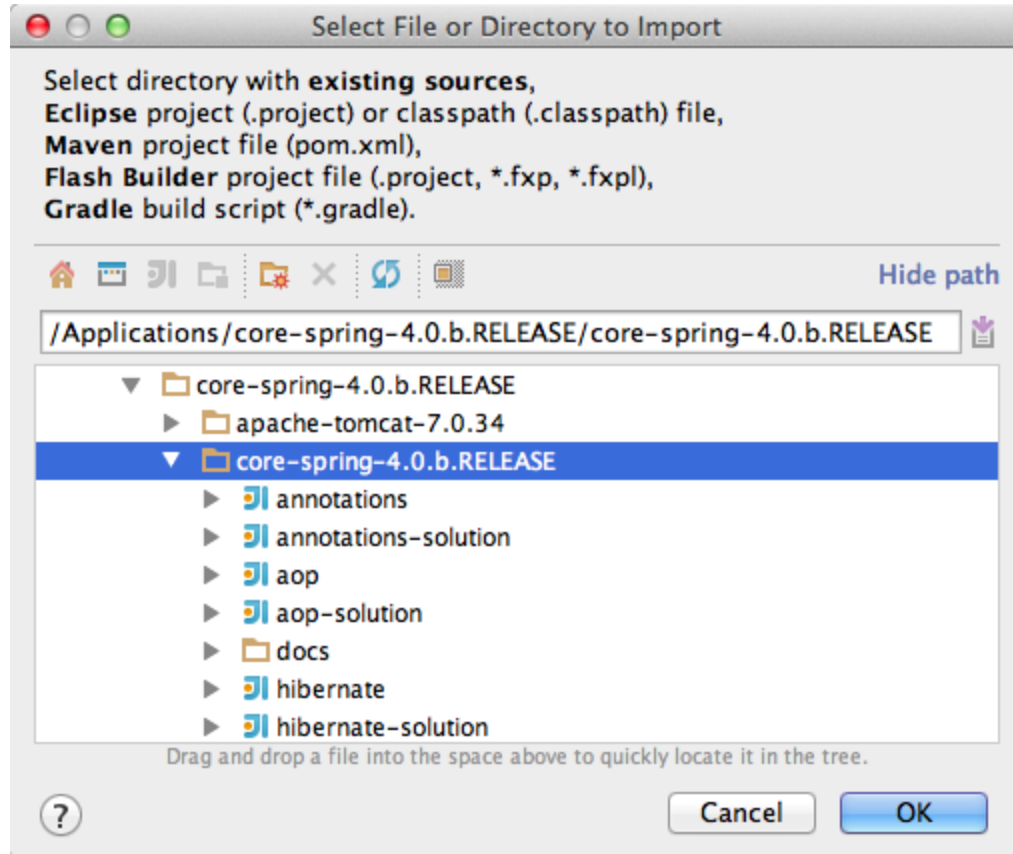 Select File or Directory to Import
Select directory with existing sources,
Eclipse project (.project) or classpath (.classpath) file,
Maven project file (pom.xml),
Flash Builder project file (.project, *.fxp, *.fxpl),
Gradle build script (*.gradle).
Hide path
/Applications/core-spring-4.0.b.RELEASE/core-spring-4.0.b.RELEASE
core-spring-4.0.b.RELEASE
apache-tomcat-7.0.34
core-spring-4.0.b.RELEASE
annotations
annotations-solution
aop
aop-solution
docs
hibernate
hibernate-solution
Drag and drop a file into the space above to quickly locate it in the tree.
? Cancel OK